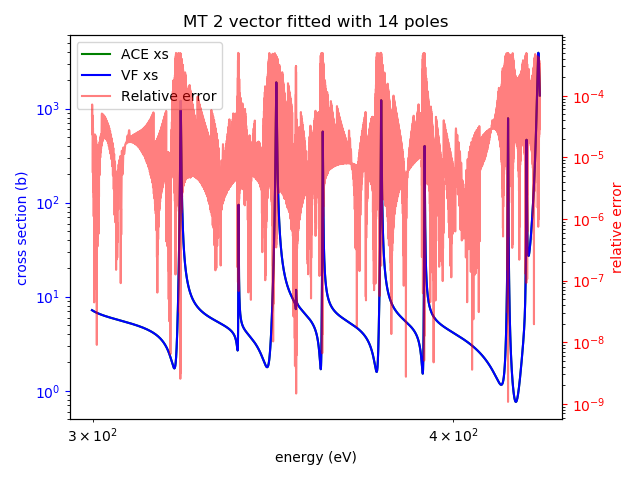 MT 2 vector fitted with 14 poles
ACE xs
VF xs
Relative error
cross section (b)
10³
10²
10¹
10⁰
10⁻⁴
10⁻⁵
10⁻⁶
10⁻⁷
10⁻⁸
10⁻⁹
relative error
3 × 10²
4 × 10²
energy (eV)